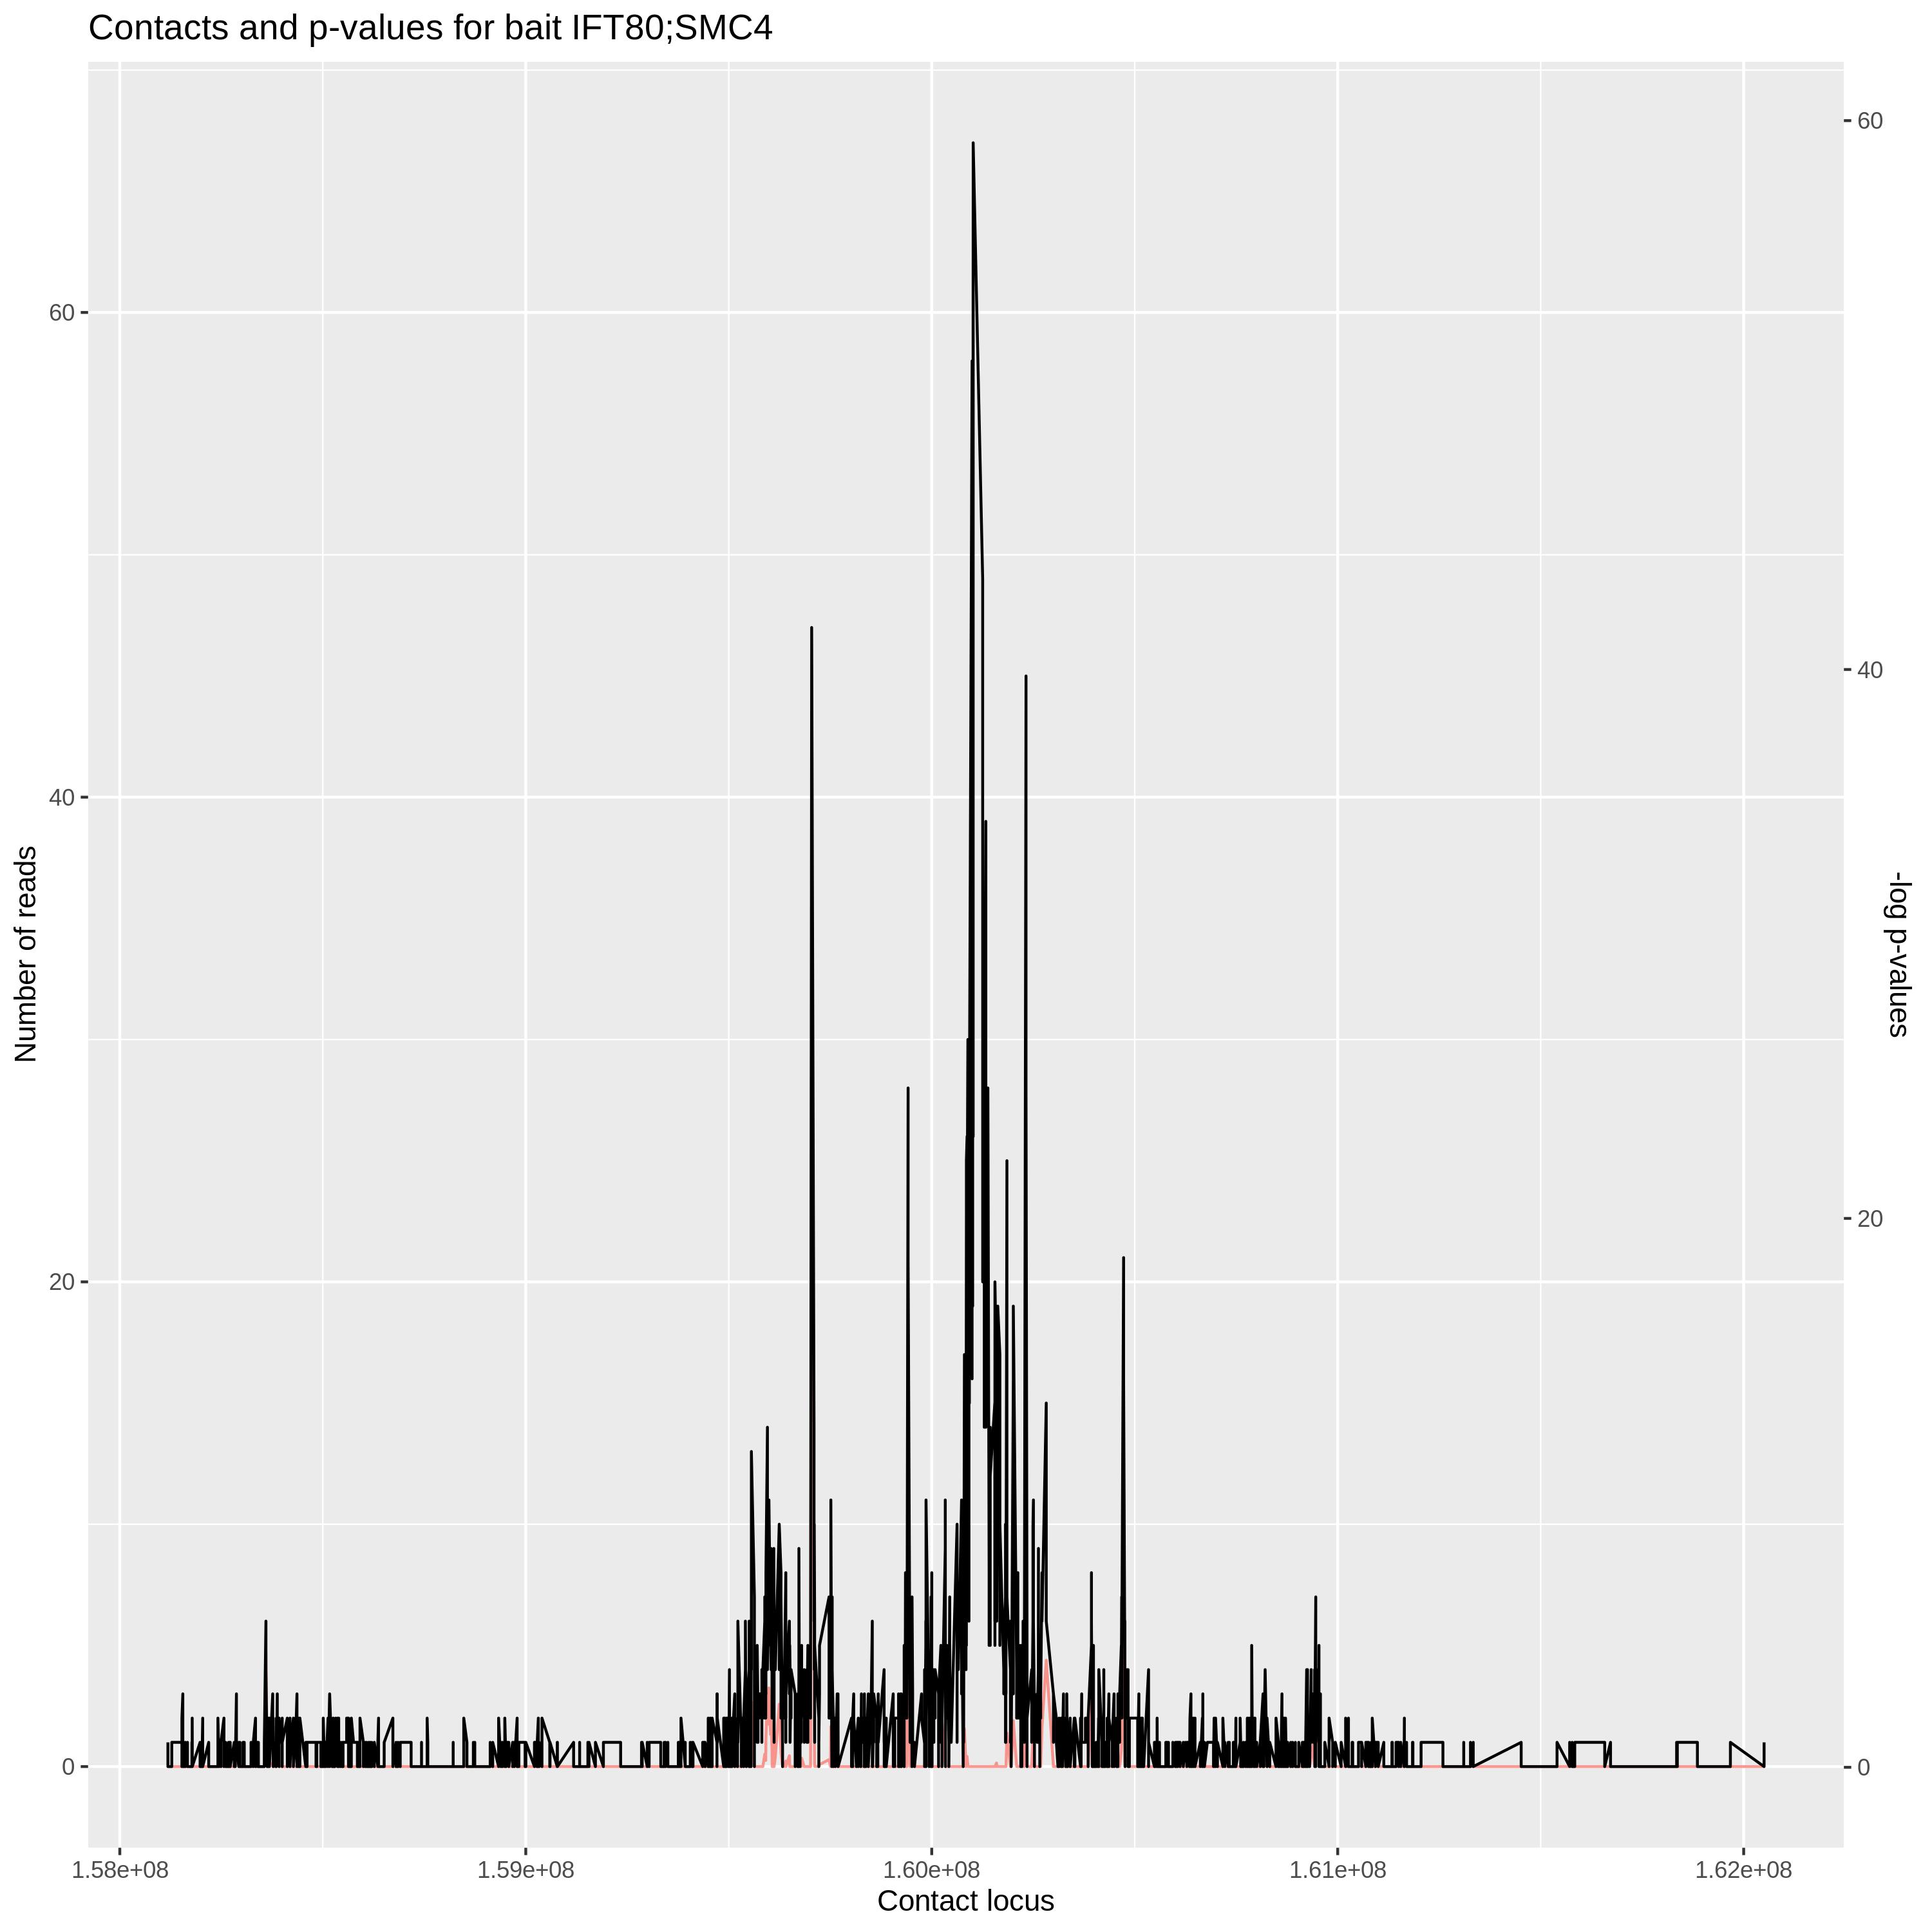 Contacts and p-values for bait IFT80;SMC4
60
40
20
0
Number of reads
60
40
20
0
-log p-values
1.58e+08
1.59e+08
1.60e+08
1.61e+08
1.62e+08
Contact locus